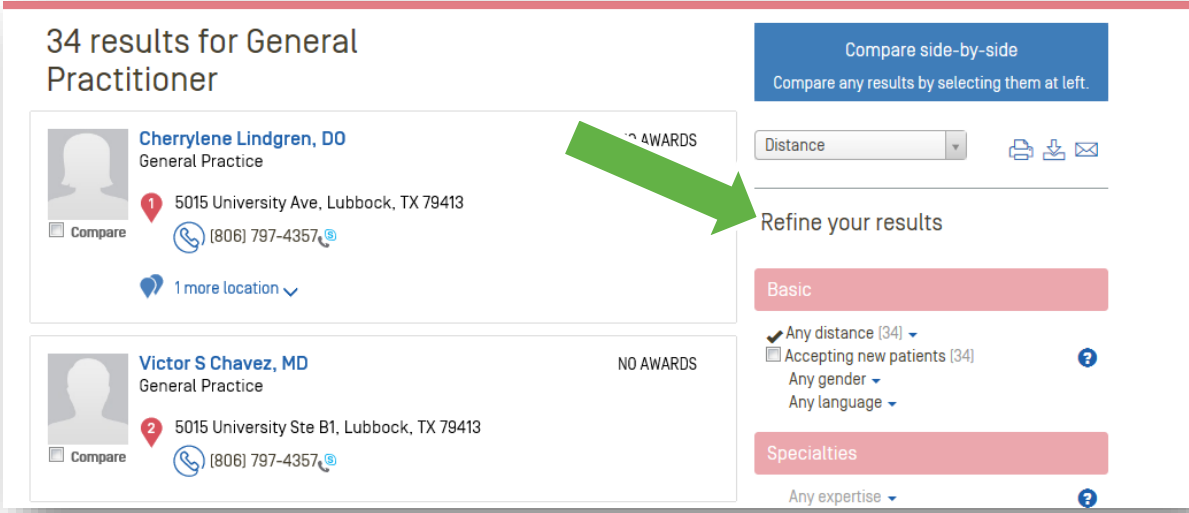 34 results for General
Practitioner
Cherrylene Lindgren, DO
General Practice
AWARDS
1
5015 University Ave, Lubbock, TX 79413
Compare
(806) 797-4357
1 more location
Victor S Chavez, MD
General Practice
NO AWARDS
2
5015 University Ste B1, Lubbock, TX 79413
Compare
(806) 797-4357
Compare side-by-side
Compare any results by selecting them at left.
Distance
Refine your results
Basic
Any distance (34)
Accepting new patients (34)
?
Any gender
Any language
Specialties
Any expertise
?